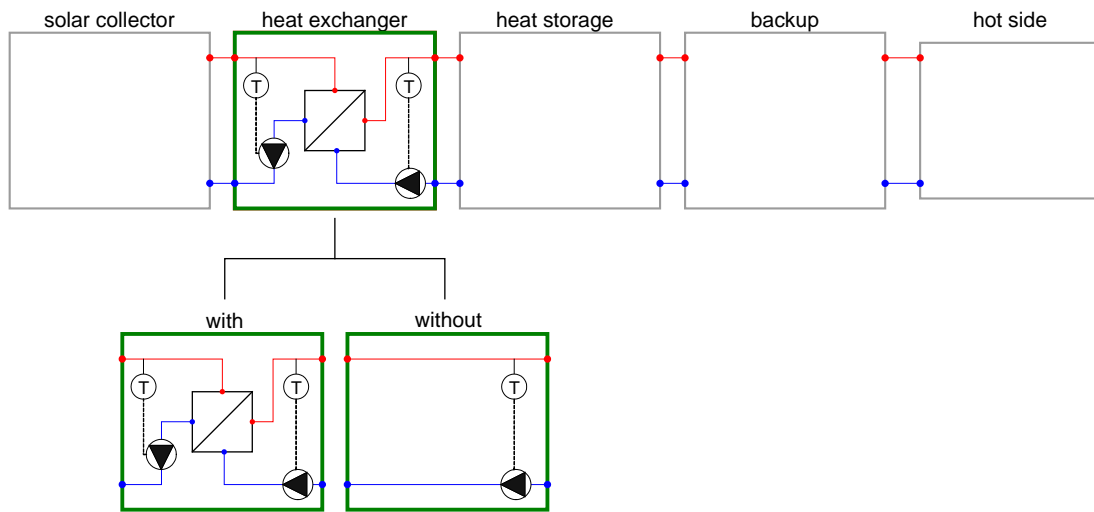 solar collector heat exchanger heat storage backup hot side
T T
with without
T T T